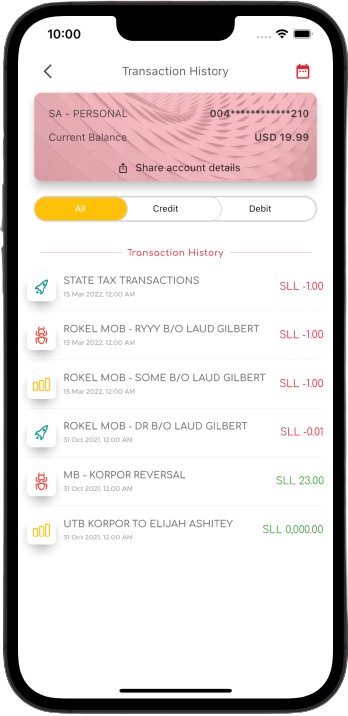 10:00
Transaction History
SA - PERSONAL 004************210
Current Balance USD 19.99
Share account details
All Credit Debit
Transaction History
STATE TAX TRANSACTIONS SLL -1.00
15 Mar 2022, 12:00 AM
ROKEL MOB - RYYY B/O LAUD GILBERT SLL -1.00
15 Mar 2022, 12:00 AM
ROKEL MOB - SOME B/O LAUD GILBERT SLL -1.00
15 Mar 2022, 12:00 AM
ROKEL MOB - DR B/O LAUD GILBERT SLL -0.01
31 Oct 2021, 12:00 AM
MB - KORPOR REVERSAL SLL 23.00
31 Oct 2021, 12:00 AM
UTB KORPOR TO ELIJAH ASHITEY SLL 0,000.00
31 Oct 2021, 12:00 AM